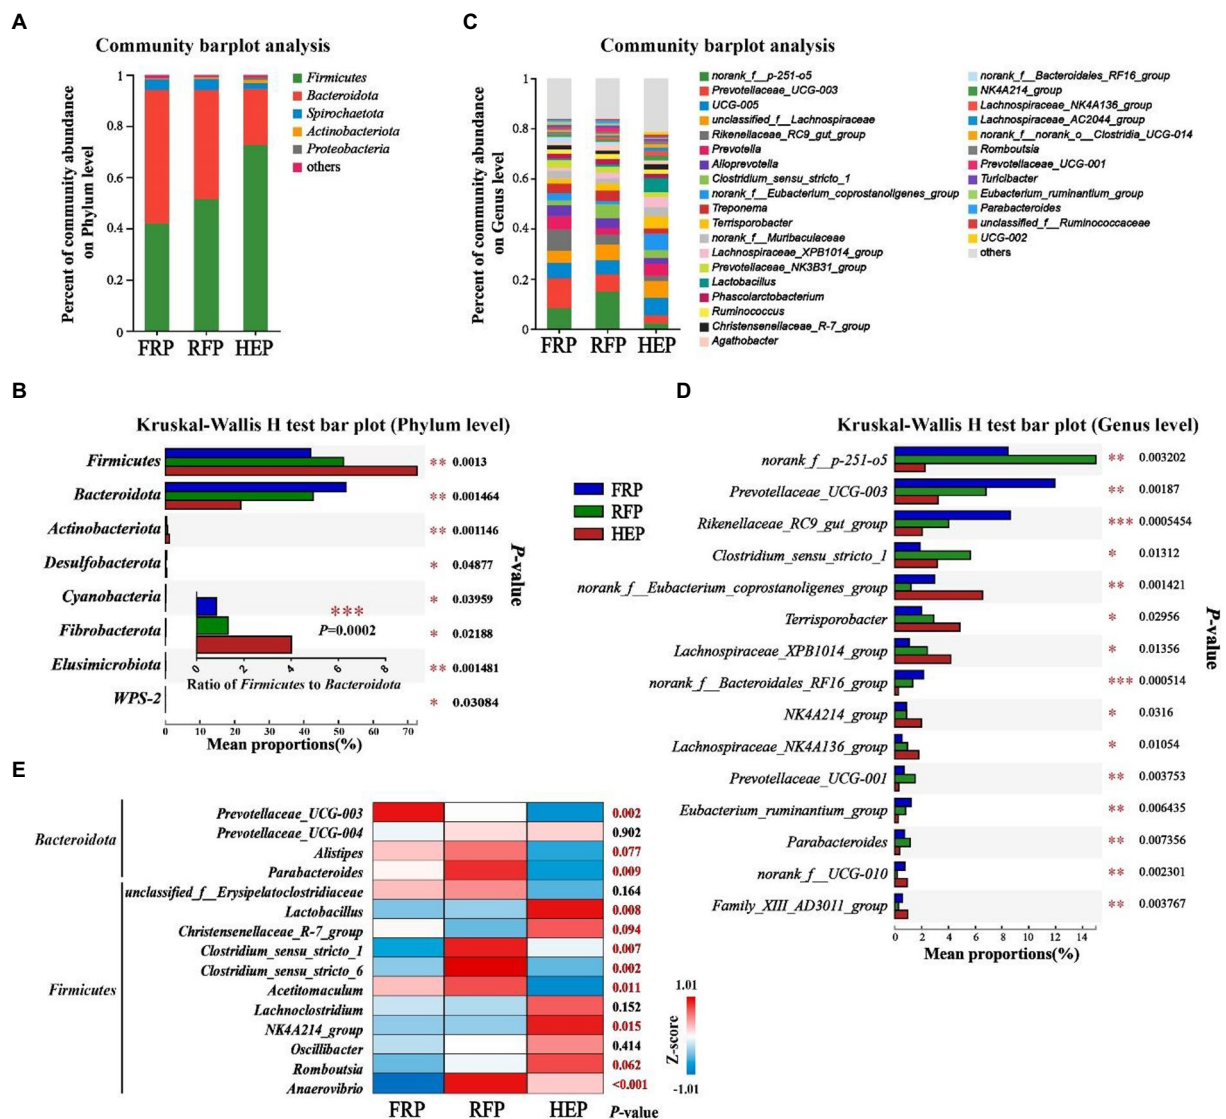 A
Community barplot analysis
Percent of community abundance
on Phylum level
1
0.8
0.6
0.4
0.2
0
FRP
RFP
HEP
Firmicutes
Bacteroidota
Spirochaetota
Actinobacteriota
Proteobacteria
others
C
Community barplot analysis
Percent of community abundance
on Genus level
1
0.8
0.6
0.4
0.2
0
FRP
RFP
HEP
norank_f__p-251-o5
Prevotellaceae_UCG-003
UCG-005
unclassified_f__Lachnospiraceae
Rikenellaceae_RC9_gut_group
Prevotella
Alloprevotella
Clostridium_sensu_stricto_1
norank_f__Eubacterium_coprostanoligenes_group
Treponema
Terrisporobacter
norank_f__Muribaculaceae
Lachnospiraceae_XPB1014_group
Prevotellaceae_NK3B31_group
Lactobacillus
Phascolarctobacterium
Ruminococcus
Christensenellaceae_R-7_group
Agathobacter
norank_f__Bacteroidales_RF16_group
NK4A214_group
Lachnospiraceae_NK4A136_group
Lachnospiraceae_AC2044_group
norank_f__norank_o__Clostridia_UCG-014
Romboutsia
Prevotellaceae_UCG-001
Turicibacter
Eubacterium_ruminantium_group
Parabacteroides
unclassified_f__Ruminococcaceae
UCG-002
others
B
Kruskal-Wallis H test bar plot (Phylum level)
Firmicutes ** 0.0013
Bacteroidota ** 0.001464
Actinobacteriota ** 0.001146
Desulfobacterota * 0.04877
Cyanobacteria * 0.03959
Fibrobacterota * 0.02188
Elusimicrobiota ** 0.001481
WPS-2 * 0.03084
***
P=0.0002
0 2 4 6 8
Ratio of Firmicutes to Bacteroidota
0 10 20 30 40 50 60 70
Mean proportions(%)
P-value
FRP
RFP
HEP
D
Kruskal-Wallis H test bar plot (Genus level)
norank_f__p-251-o5 ** 0.003202
Prevotellaceae_UCG-003 ** 0.00187
Rikenellaceae_RC9_gut_group *** 0.0005454
Clostridium_sensu_stricto_1 * 0.01312
norank_f__Eubacterium_coprostanoligenes_group ** 0.001421
Terrisporobacter * 0.02956
Lachnospiraceae_XPB1014_group * 0.01356
norank_f__Bacteroidales_RF16_group *** 0.000514
NK4A214_group * 0.0316
Lachnospiraceae_NK4A136_group * 0.01054
Prevotellaceae_UCG-001 ** 0.003753
Eubacterium_ruminantium_group ** 0.006435
Parabacteroides ** 0.007356
norank_f__UCG-010 ** 0.002301
Family_XIII_AD3011_group ** 0.003767
0 2 4 6 8 10 12 14
Mean proportions(%)
P-value
E
Bacteroidota
Prevotellaceae_UCG-003 0.002
Prevotellaceae_UCG-004 0.902
Alistipes 0.077
Parabacteroides 0.009
Firmicutes
unclassified_f__Erysipelatoclostridiaceae 0.164
Lactobacillus 0.008
Christensenellaceae_R-7_group 0.094
Clostridium_sensu_stricto_1 0.007
Clostridium_sensu_stricto_6 0.002
Acetitomaculum 0.011
Lachnoclostridium 0.152
NK4A214_group 0.015
Oscillibacter 0.414
Romboutsia 0.062
Anaerovibrio <0.001
FRP RFP HEP P-value
1.01
Z-score
-1.01